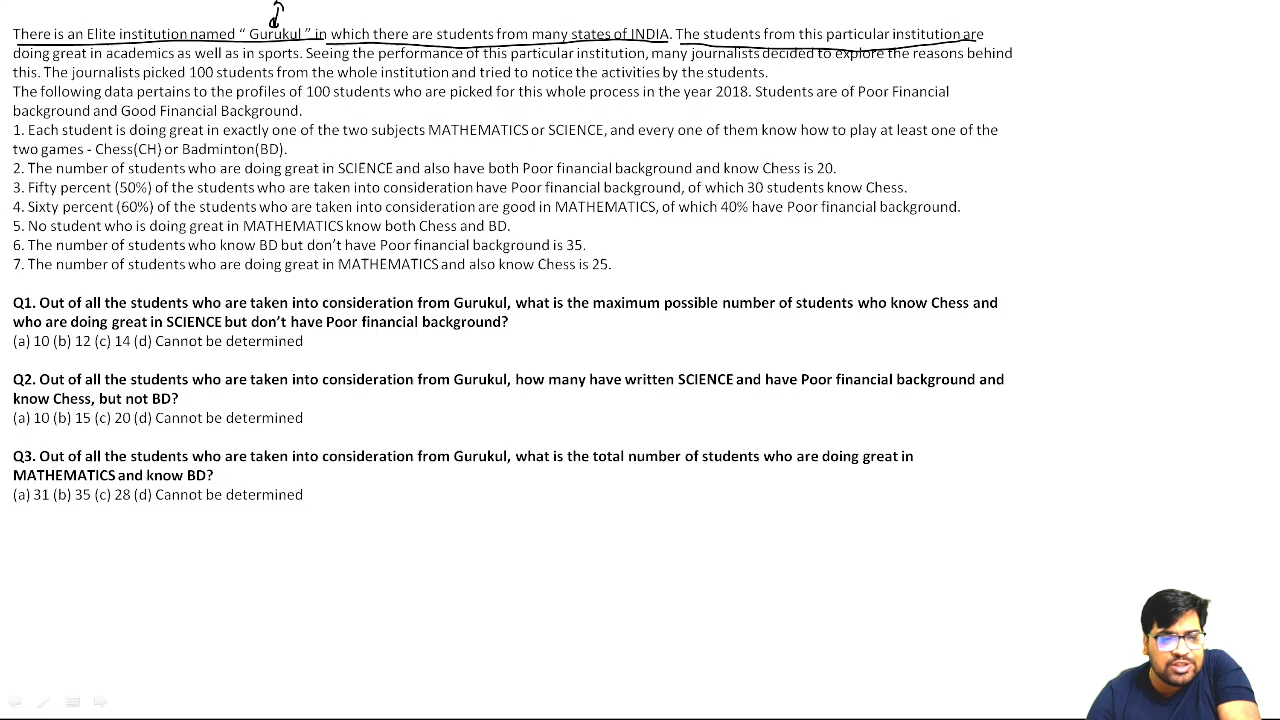 There is an Elite institution named “ Gurukul ” in which there are students from many states of INDIA. The students from this particular institution are
doing great in academics as well as in sports. Seeing the performance of this particular institution, many journalists decided to explore the reasons behind
this. The journalists picked 100 students from the whole institution and tried to notice the activities by the students.
The following data pertains to the profiles of 100 students who are picked for this whole process in the year 2018. Students are of Poor Financial
background and Good Financial Background.
1. Each student is doing great in exactly one of the two subjects MATHEMATICS or SCIENCE, and every one of them know how to play at least one of the
two games - Chess(CH) or Badminton(BD).
2. The number of students who are doing great in SCIENCE and also have both Poor financial background and know Chess is 20.
3. Fifty percent (50%) of the students who are taken into consideration have Poor financial background, of which 30 students know Chess.
4. Sixty percent (60%) of the students who are taken into consideration are good in MATHEMATICS, of which 40% have Poor financial background.
5. No student who is doing great in MATHEMATICS know both Chess and BD.
6. The number of students who know BD but don’t have Poor financial background is 35.
7. The number of students who are doing great in MATHEMATICS and also know Chess is 25.
Q1. Out of all the students who are taken into consideration from Gurukul, what is the maximum possible number of students who know Chess and
who are doing great in SCIENCE but don’t have Poor financial background?
(a) 10 (b) 12 (c) 14 (d) Cannot be determined
Q2. Out of all the students who are taken into consideration from Gurukul, how many have written SCIENCE and have Poor financial background and
know Chess, but not BD?
(a) 10 (b) 15 (c) 20 (d) Cannot be determined
Q3. Out of all the students who are taken into consideration from Gurukul, what is the total number of students who are doing great in
MATHEMATICS and know BD?
(a) 31 (b) 35 (c) 28 (d) Cannot be determined